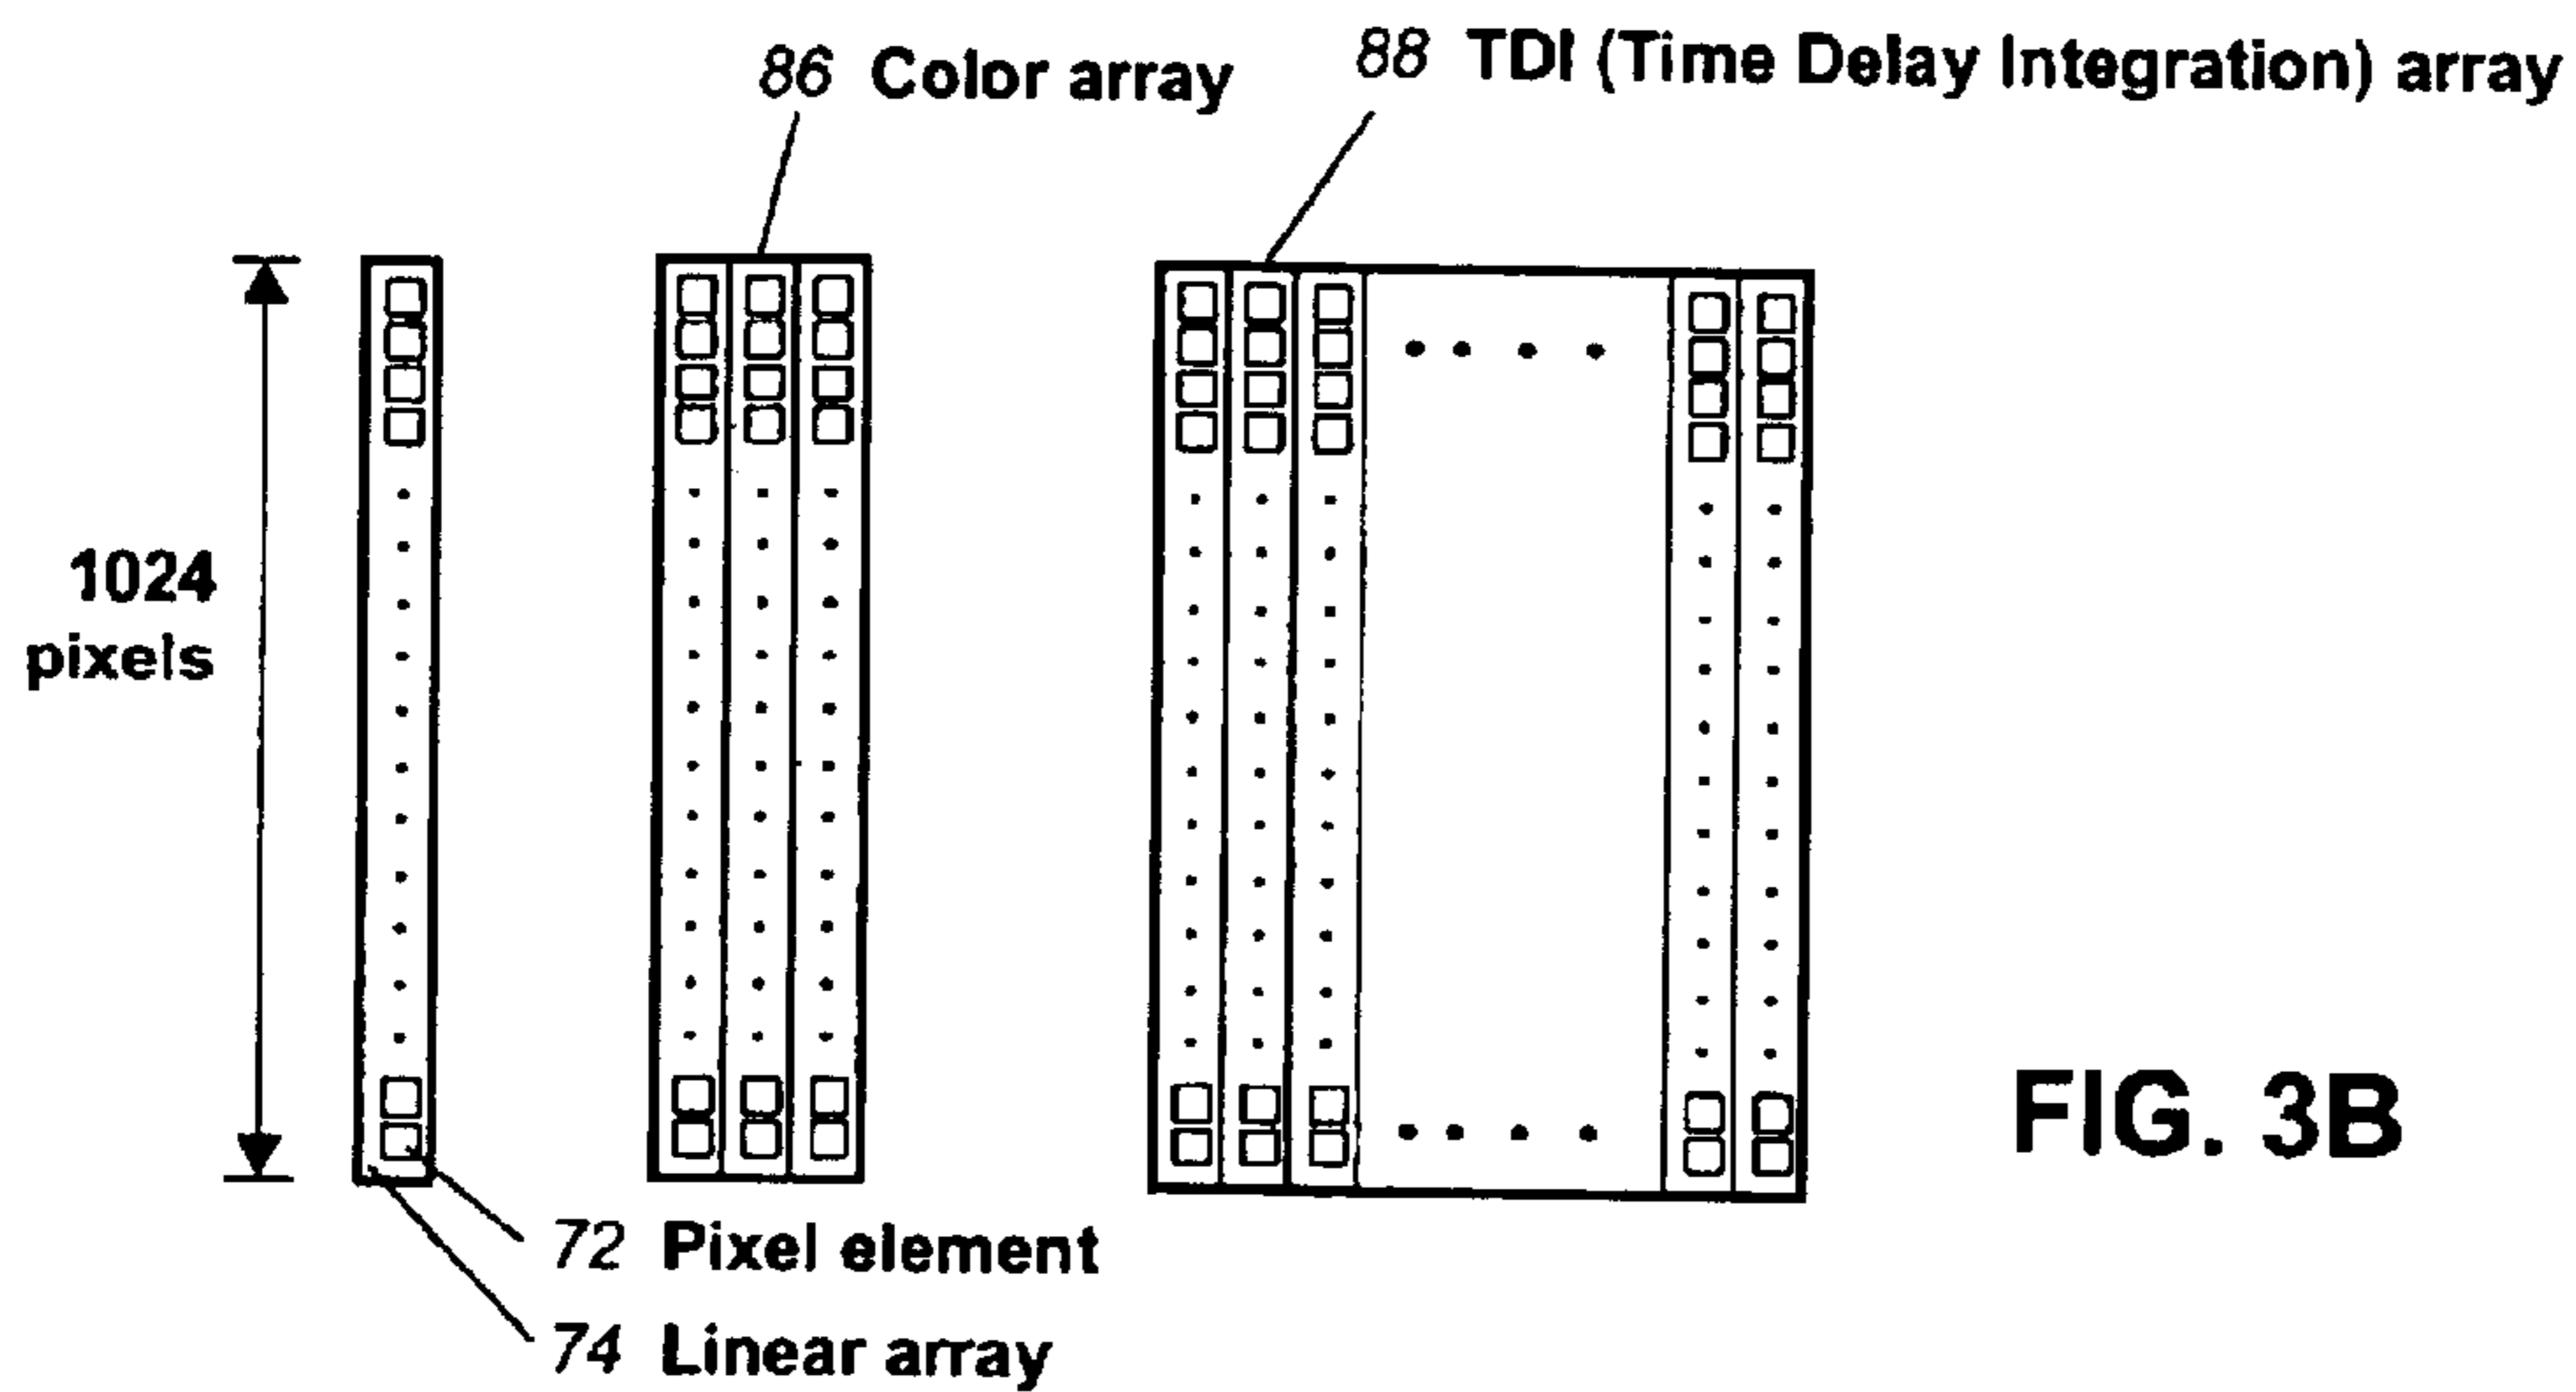 86 Color array
88 TDI (Time Delay Integration) array
1024
pixels
72 Pixel element
74 Linear array
FIG. 3B